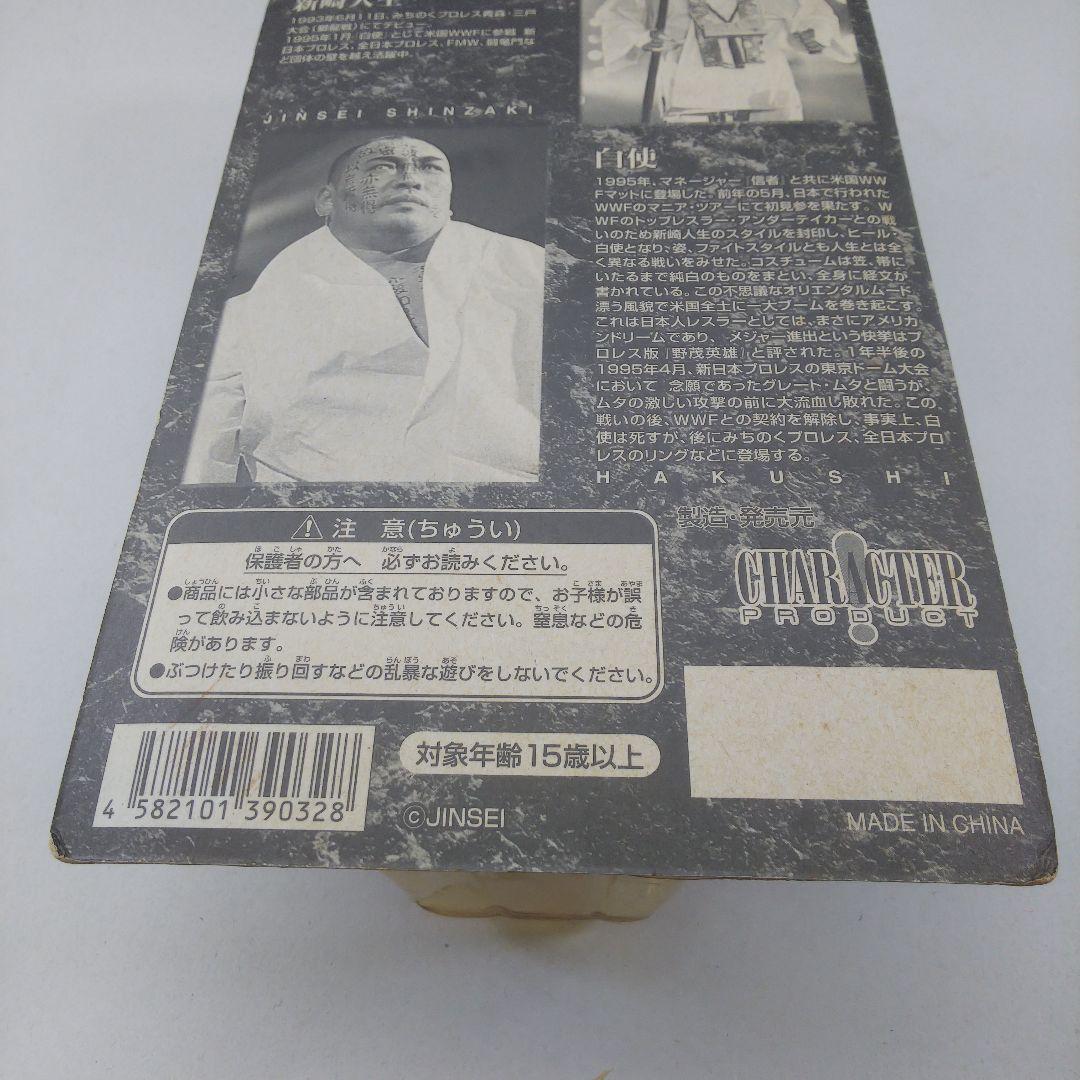 新崎人生
1993年6月11日、みちのくプロレス青森・三戸
大会にてデビュー。
1995年1月「白使」として米国WWFに参戦 新
日本プロレス、全日本プロレス、FMW、闘竜門な
ど団体の壁を越え活躍中。
JINSEI SHINZAKI
白使
1995年、マネージャー『信者』と共に米国WW
Fマットに登場した。前年の5月、日本で行われた
WWFのマニア・ツアーにて初見参を果たす。W
WFのトップレスラー・アンダーテイカーとの戦
いのため新崎人生のスタイルを封印し、ヒール・
白使となり、姿、ファイトスタイルとも人生とは全
く異なる戦いをみせた。コスチュームは笠、帯に
いたるまで純白のものをまとい、全身に経文が
書かれている。この不思議なオリエンタルムード
漂う風貌で米国全土に一大ブームを巻き起こす。
これは日本人レスラーとしては、まさにアメリカ
ンドリームであり、メジャー進出という快挙はプ
ロレス版『野茂英雄』と評された。1年半後の
1995年4月、新日本プロレスの東京ドーム大会
において 念願であったグレート・ムタと闘うが、
ムタの激しい攻撃の前に大流血し敗れた。この
戦いの後、WWFとの契約を解除し、事実上、白
使は死すが、後にみちのくプロレス、全日本プロ
レスのリングなどに登場する。
HAKUSHI
製造・発売元
CHARACTER
PRODUCT
⚠ 注 意(ちゅうい)
保護者の方へ 必ずお読みください。
●商品には小さな部品が含まれておりますので、お子様が誤
って飲み込まないように注意してください。窒息などの危
険があります。
●ぶつけたり振り回すなどの乱暴な遊びをしないでください。
4 582101 390328
対象年齢15歳以上
©JINSEI
MADE IN CHINA